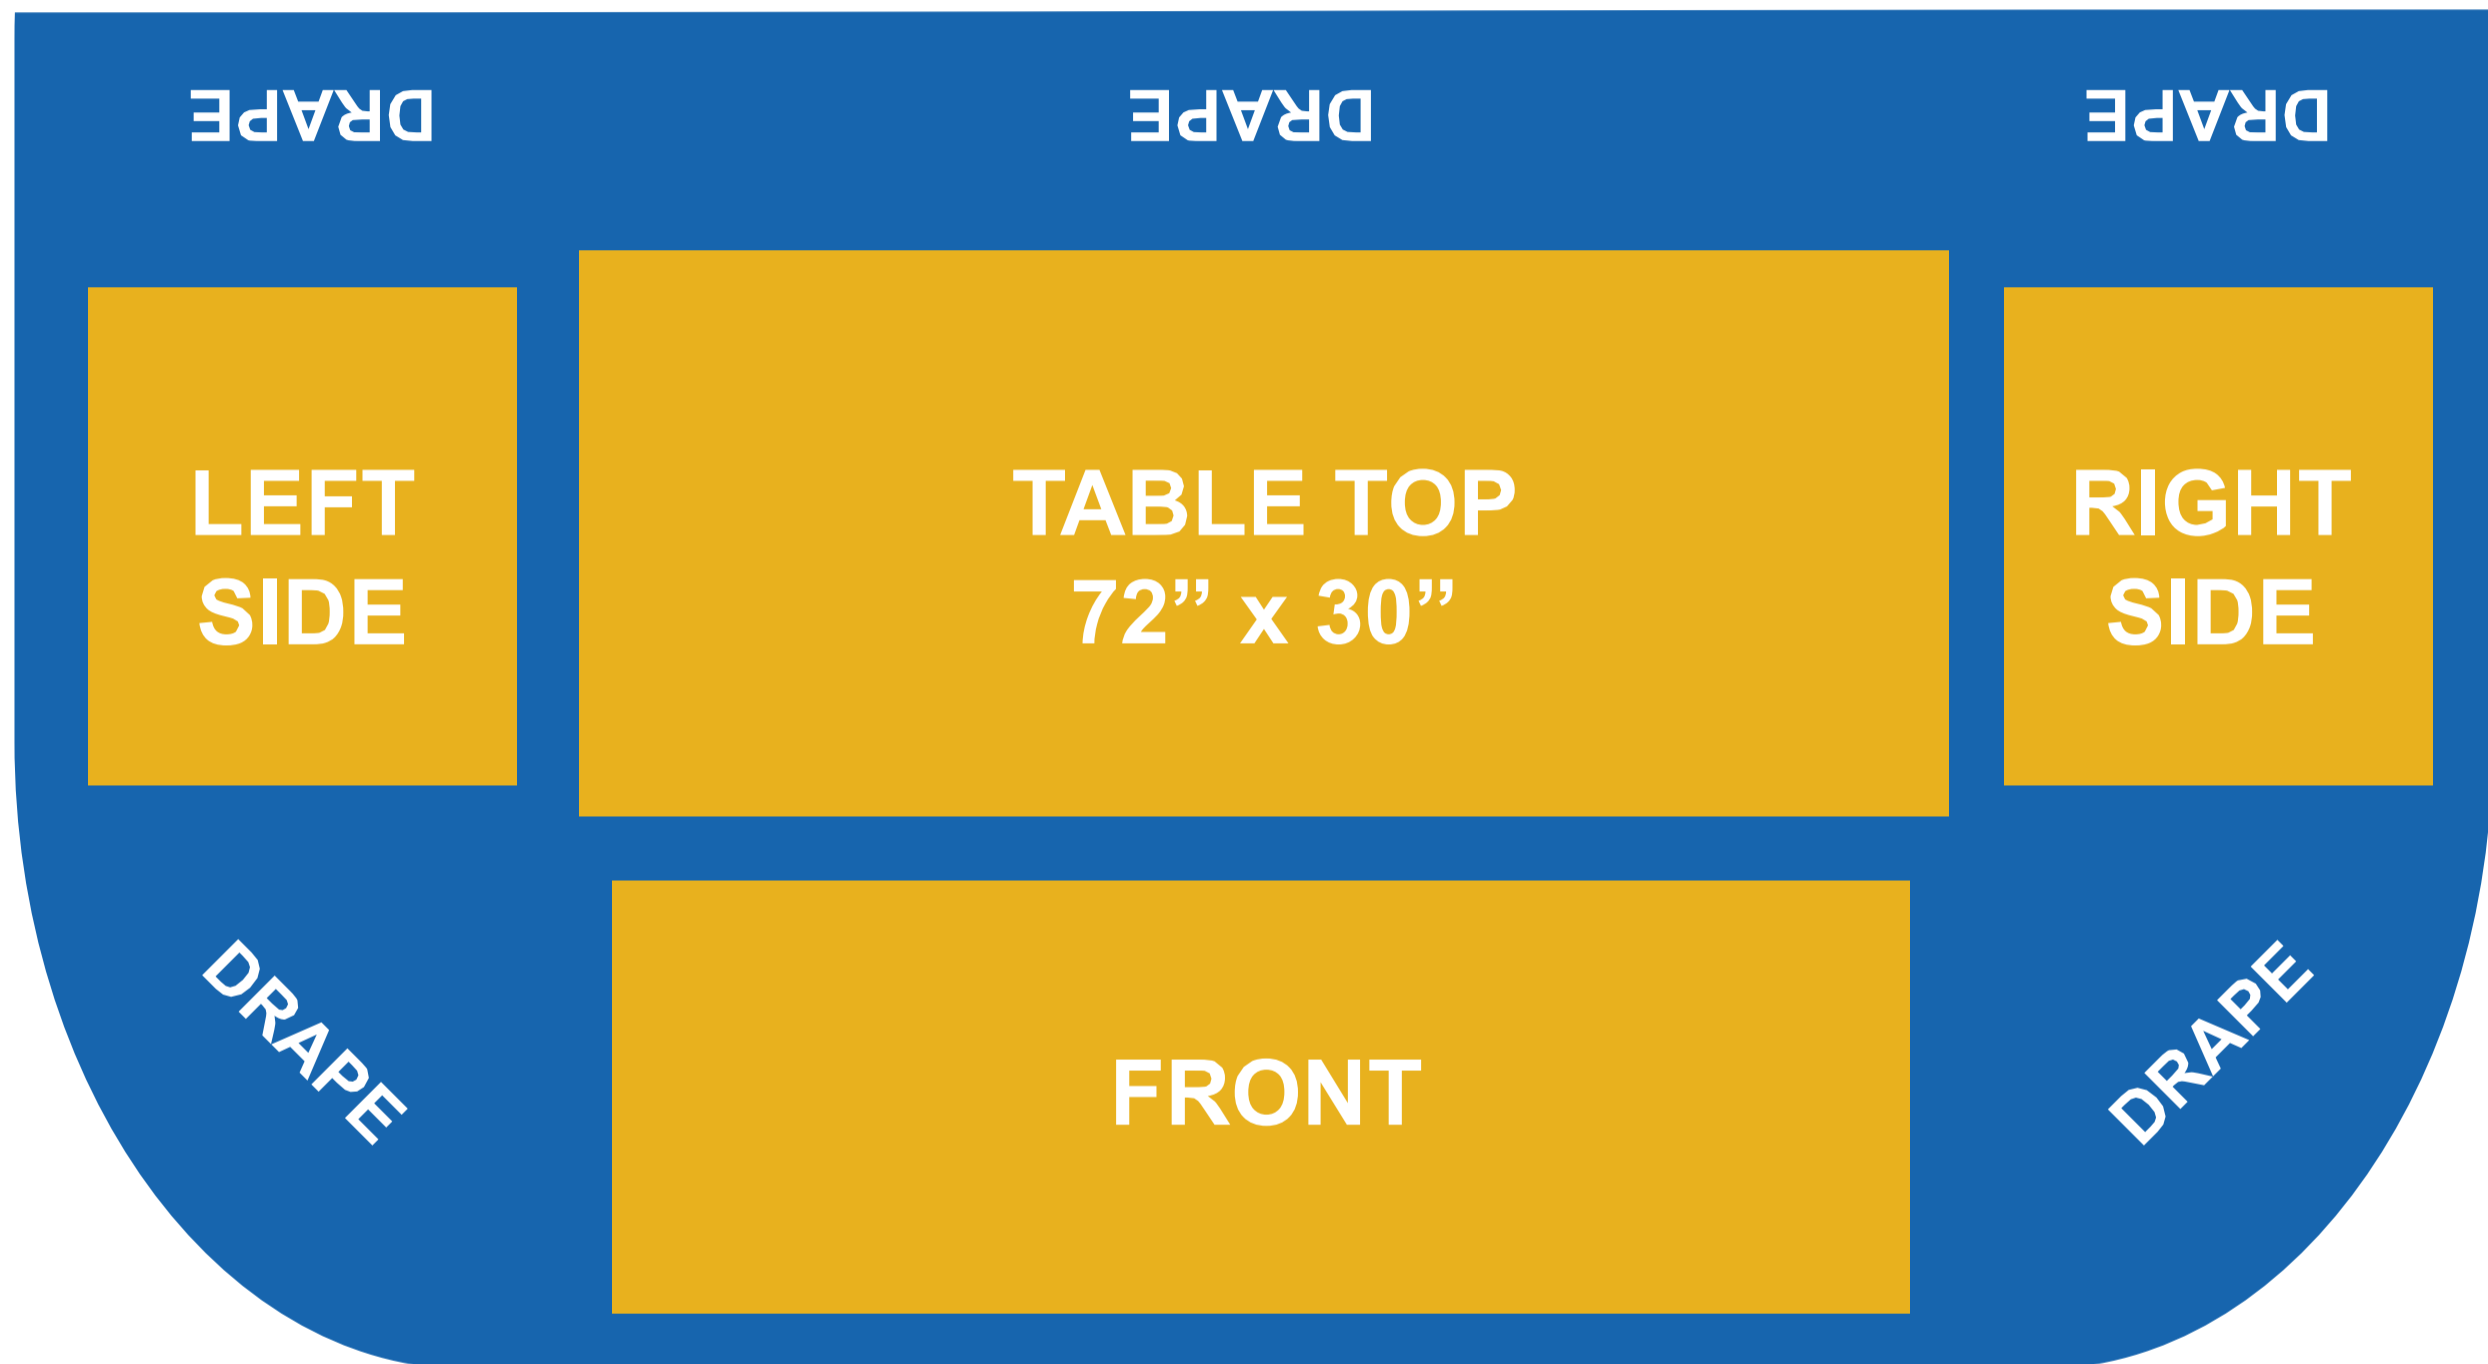 DRAPE
DRAPE
DRAPE
LEFT
SIDE
TABLE TOP
72” x 30”
RIGHT
SIDE
DRAPE
FRONT
DRAPE